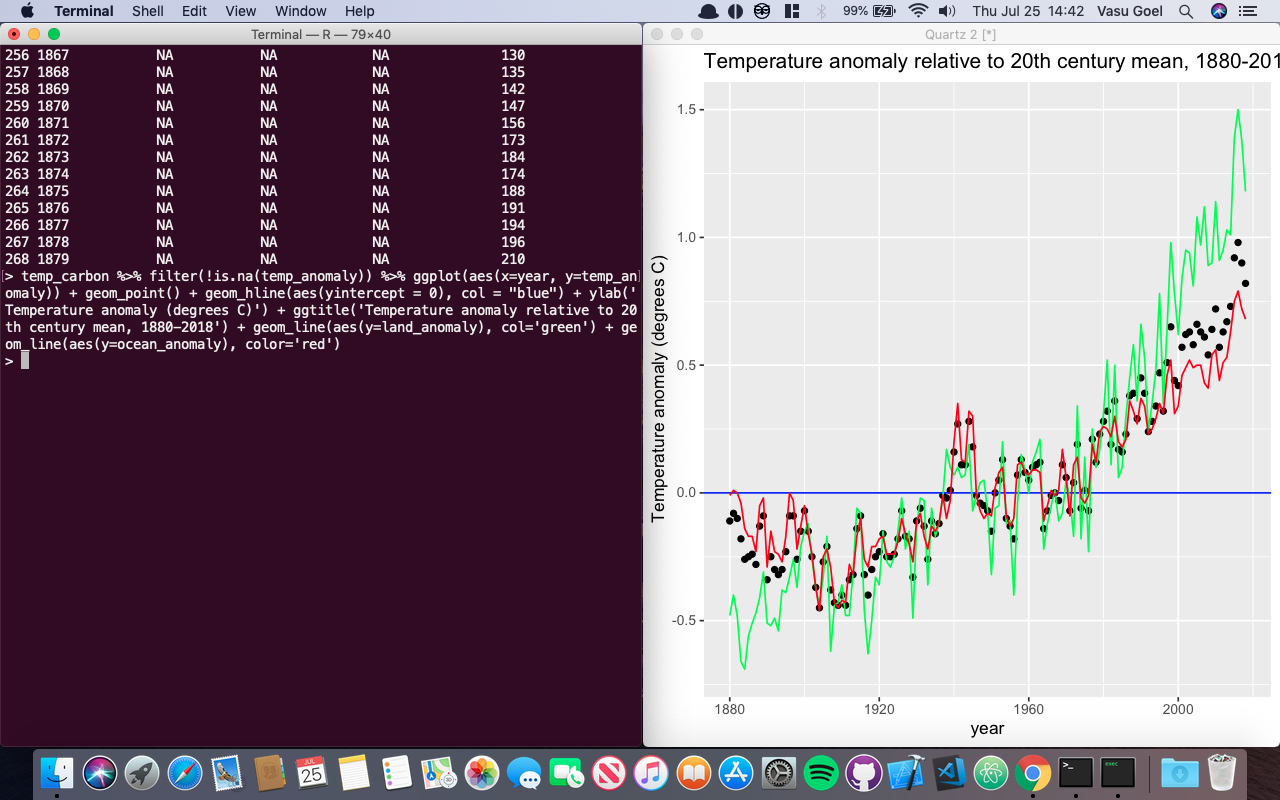 Terminal Shell Edit View Window Help 99% Thu Jul 25 14:42 Vasu Goel
Terminal — R — 79×40
256 1867 NA NA NA 130
257 1868 NA NA NA 135
258 1869 NA NA NA 142
259 1870 NA NA NA 147
260 1871 NA NA NA 156
261 1872 NA NA NA 173
262 1873 NA NA NA 184
263 1874 NA NA NA 174
264 1875 NA NA NA 188
265 1876 NA NA NA 191
266 1877 NA NA NA 194
267 1878 NA NA NA 196
268 1879 NA NA NA 210
> temp_carbon %>% filter(!is.na(temp_anomaly)) %>% ggplot(aes(x=year, y=temp_an
omaly)) + geom_point() + geom_hline(aes(yintercept = 0), col = "blue") + ylab('
Temperature anomaly (degrees C)') + ggtitle('Temperature anomaly relative to 20
th century mean, 1880-2018') + geom_line(aes(y=land_anomaly), col='green') + ge
om_line(aes(y=ocean_anomaly), color='red')
>
Quartz 2 [*]
Temperature anomaly relative to 20th century mean, 1880-201
Temperature anomaly (degrees C)
1.5
1.0
0.5
0.0
-0.5
1880 1920 1960 2000
year
JUL
25
>_
exec